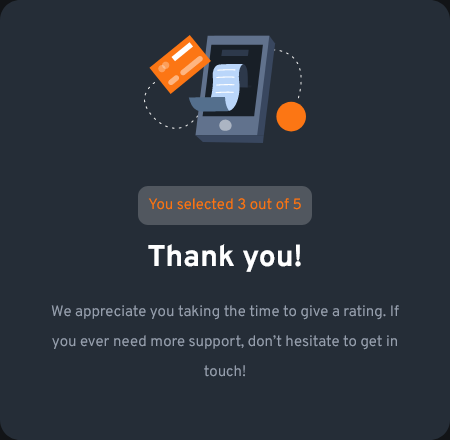 You selected 3 out of 5
Thank you!
We appreciate you taking the time to give a rating. If
you ever need more support, don’t hesitate to get in
touch!